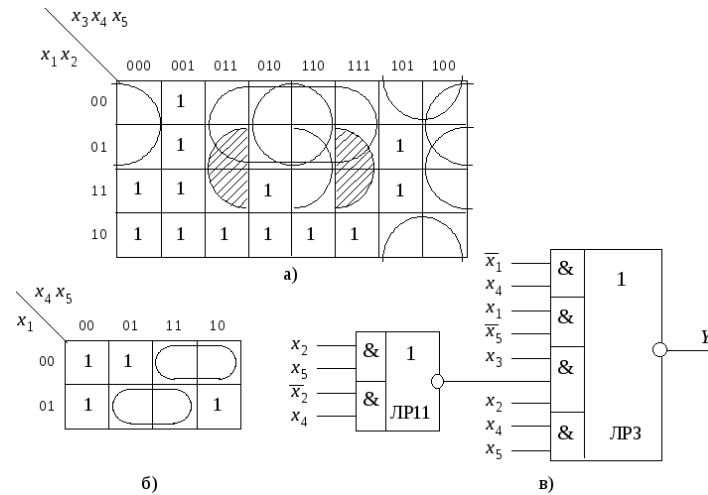 x3 x4 x5
x1 x2
000 001 011 010 110 111 101 100
00 1
01 1 1
11 1 1 1 1
10 1 1 1 1 1 1
а)
x4 x5
x1
00 01 11 10
00 1 1
01 1 1
б)
x2
x5
x̅2
x4
&
&
1
ЛР11
x̅1
x4
x1
x̅5
x3
x2
x4
x5
&
&
&
&
1
ЛР3
Y
в)